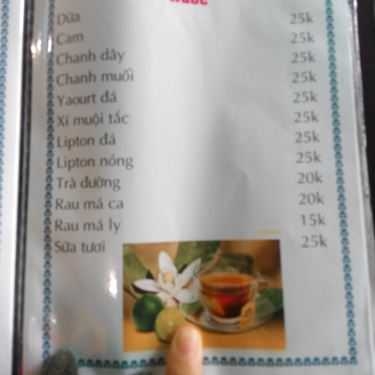 Dừa 25k
Cam 25k
Chanh dây 25k
Chanh muối 25k
Yaourt đá 25k
Xí muội tắc 25k
Lipton đá 25k
Lipton nóng 25k
Trà đường 20k
Rau má ca 20k
Rau má ly 15k
Sữa tươi 25k